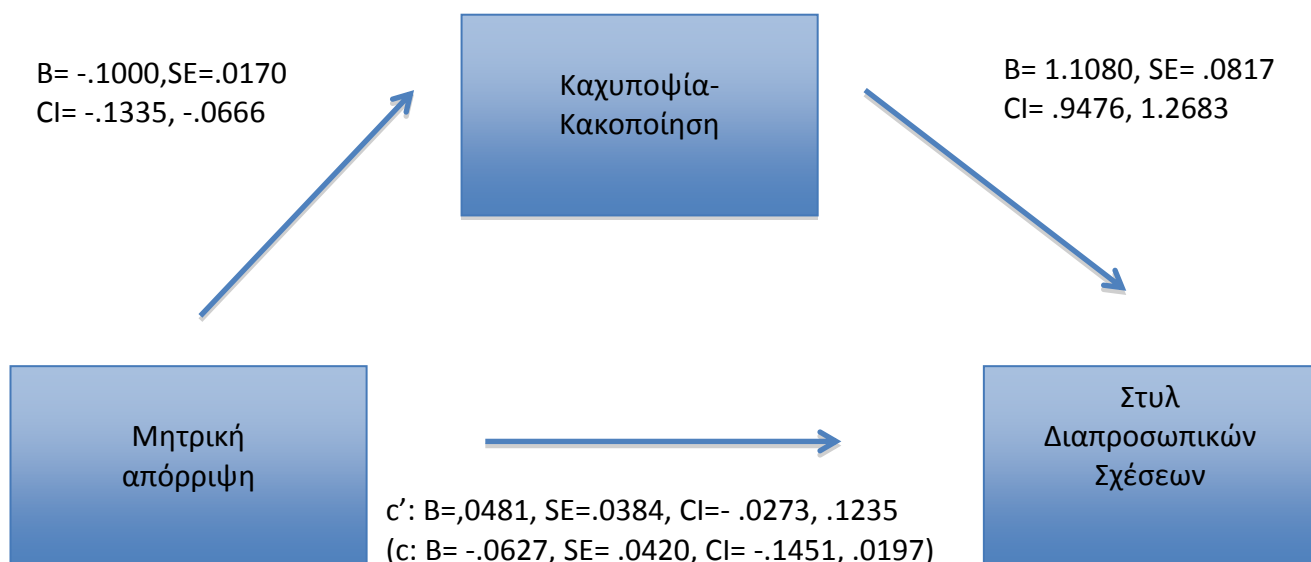 B= -.1000,SE=.0170
CI= -.1335, -.0666
Καχυποψία-
Κακοποίηση
B= 1.1080, SE= .0817
CI= .9476, 1.2683
Μητρική
απόρριψη
Στυλ
Διαπροσωπικών
Σχέσεων
c’: B=,0481, SE=.0384, CI=- .0273, .1235
(c: B= -.0627, SE= .0420, CI= -.1451, .0197)